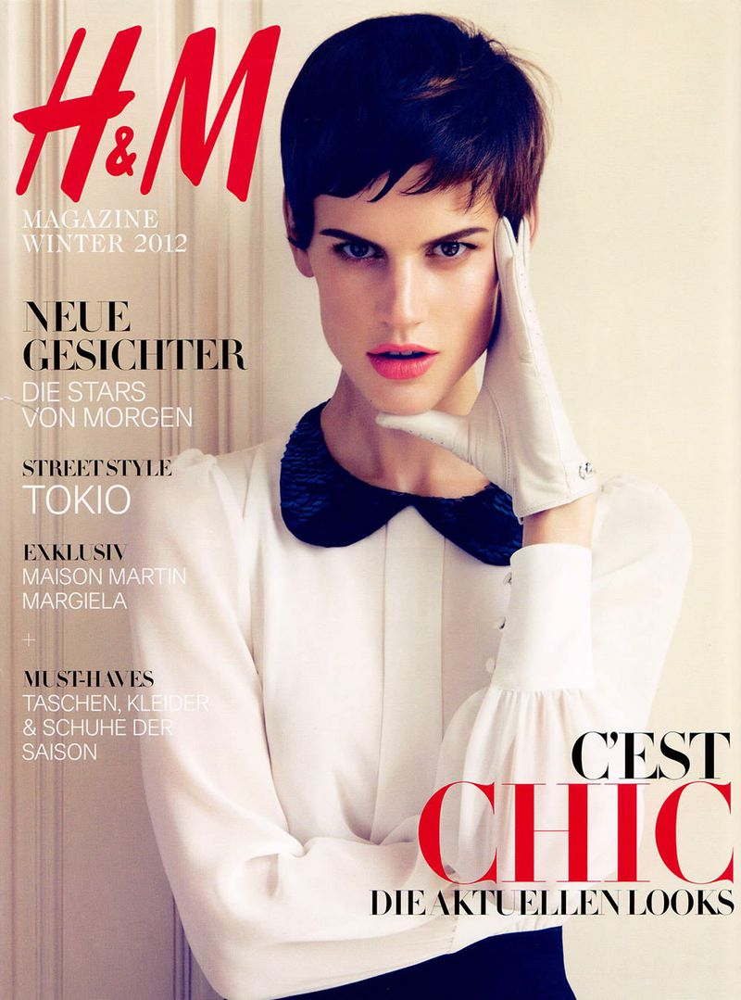 H&M
MAGAZINE
WINTER 2012
NEUE
GESICHTER
DIE STARS
VON MORGEN
STREET STYLE
TOKIO
EXKLUSIV
MAISON MARTIN
MARGIELA
+
MUST-HAVES
TASCHEN, KLEIDER
& SCHUHE DER
SAISON
C'EST
CHIC
DIE AKTUELLEN LOOKS